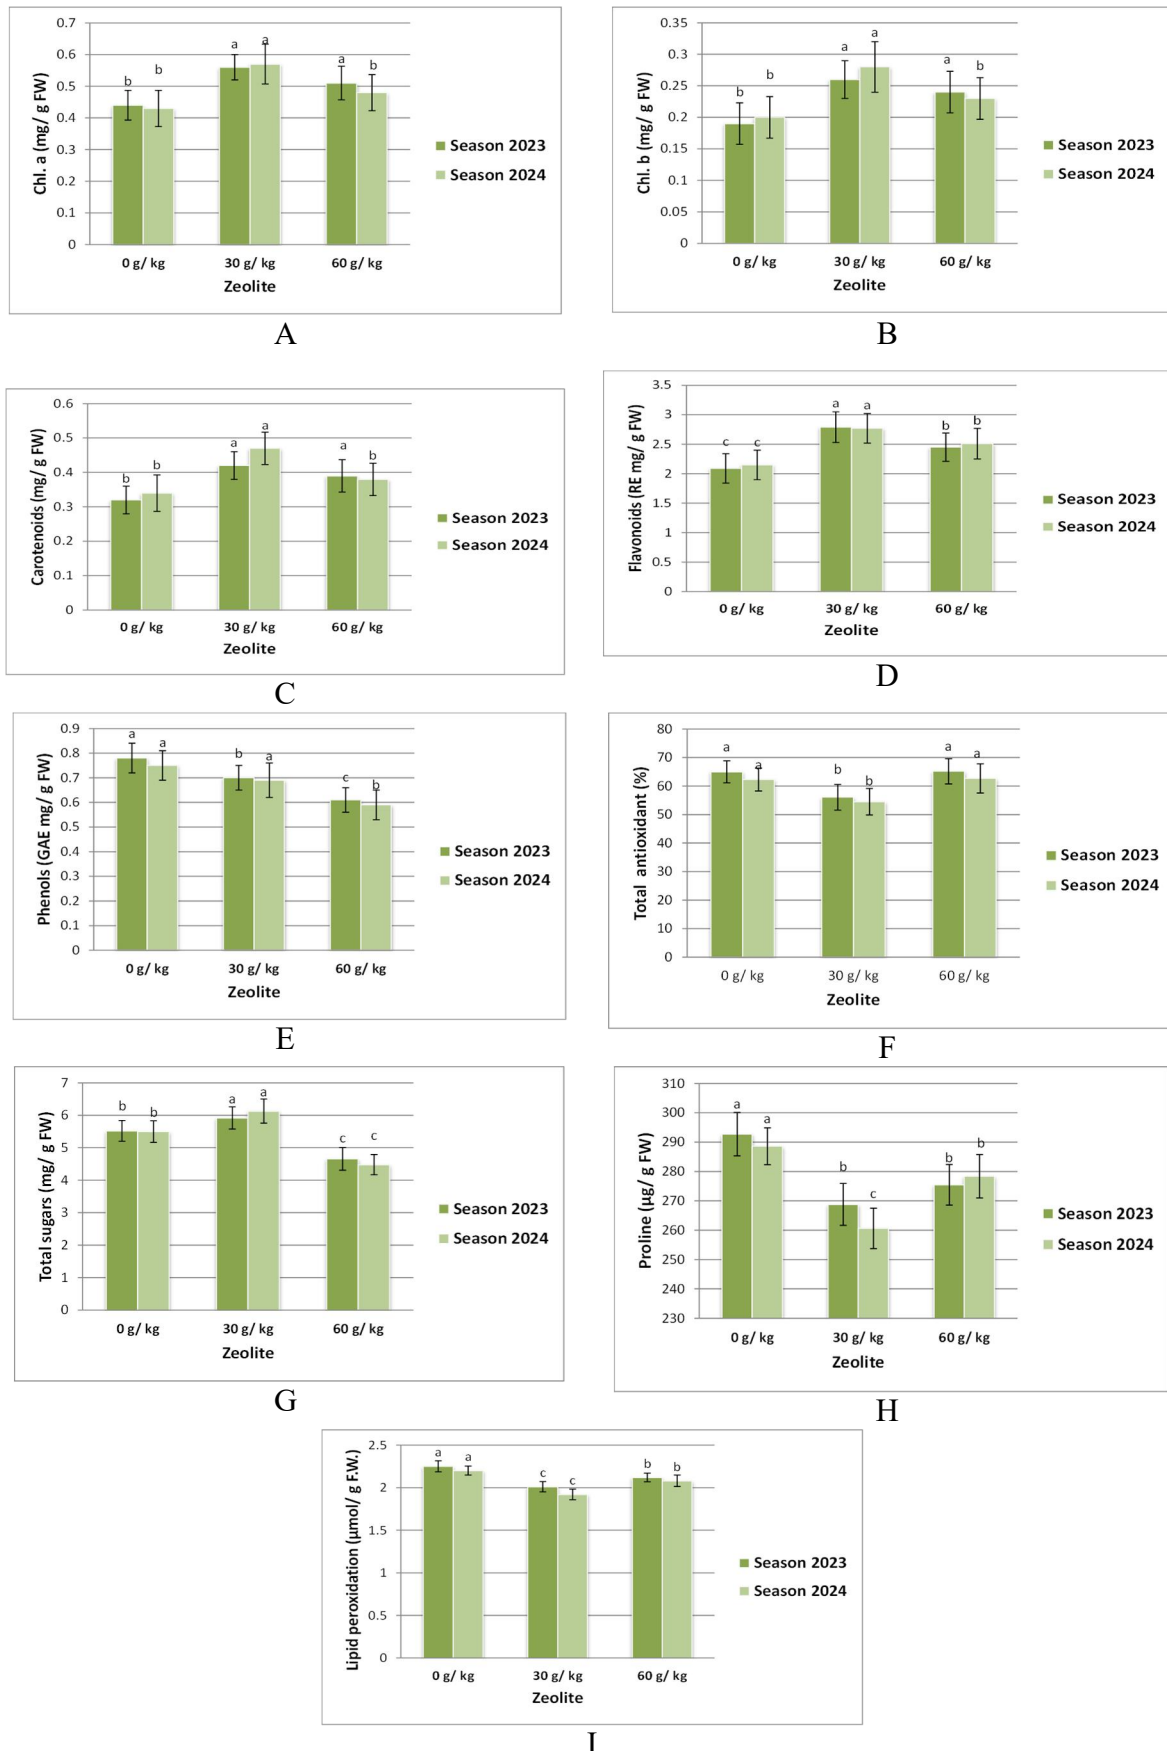 0.7
0.6
0.5
0.4
0.3
0.2
0.1
0
Chl. a (mg/ g FW)
b b a a a b
0 g/ kg 30 g/ kg 60 g/ kg
Zeolite
Season 2023
Season 2024
A
0.35
0.3
0.25
0.2
0.15
0.1
0.05
0
Chl. b (mg/ g FW)
b b a a a b
0 g/ kg 30 g/ kg 60 g/ kg
Zeolite
Season 2023
Season 2024
B
0.6
0.5
0.4
0.3
0.2
0.1
0
Carotenoids (mg/ g FW)
b b a a a b
0 g/ kg 30 g/ kg 60 g/ kg
Zeolite
Season 2023
Season 2024
C
3.5
3
2.5
2
1.5
1
0.5
0
Flavonoids (RE mg/ g FW)
c c a a b b
0 g/ kg 30 g/ kg 60 g/ kg
Zeolite
Season 2023
Season 2024
D
0.9
0.8
0.7
0.6
0.5
0.4
0.3
0.2
0.1
0
Phenols (GAE mg/ g FW)
a a b a c b
0 g/ kg 30 g/ kg 60 g/ kg
Zeolite
Season 2023
Season 2024
E
80
70
60
50
40
30
20
10
0
Total antioxidant (%)
a a b b a a
0 g/ kg 30 g/ kg 60 g/ kg
Zeolite
Season 2023
Season 2024
F
7
6
5
4
3
2
1
0
Total sugars (mg/ g FW)
b b a a c c
0 g/ kg 30 g/ kg 60 g/ kg
Zeolite
Season 2023
Season 2024
G
310
300
290
280
270
260
250
240
230
Proline (µg/ g FW)
a a b c b b
0 g/ kg 30 g/ kg 60 g/ kg
Zeolite
Season 2023
Season 2024
H
2.5
2
1.5
1
0.5
0
Lipid peroxidation (µmol/ g F.W.)
a a c c b b
0 g/ kg 30 g/ kg 60 g/ kg
Zeolite
Season 2023
Season 2024
I